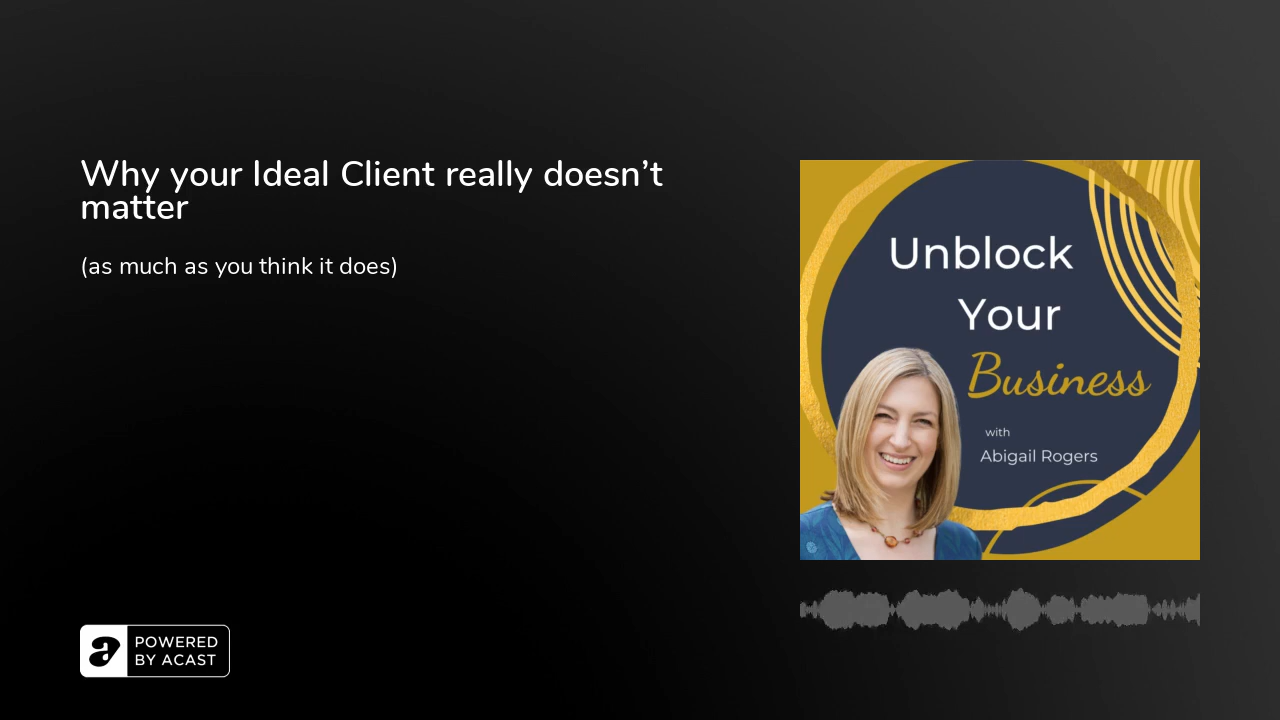 Why your Ideal Client really doesn’t
matter
(as much as you think it does)
Unblock
Your
Business
with
Abigail Rogers
a POWERED
BY ACAST